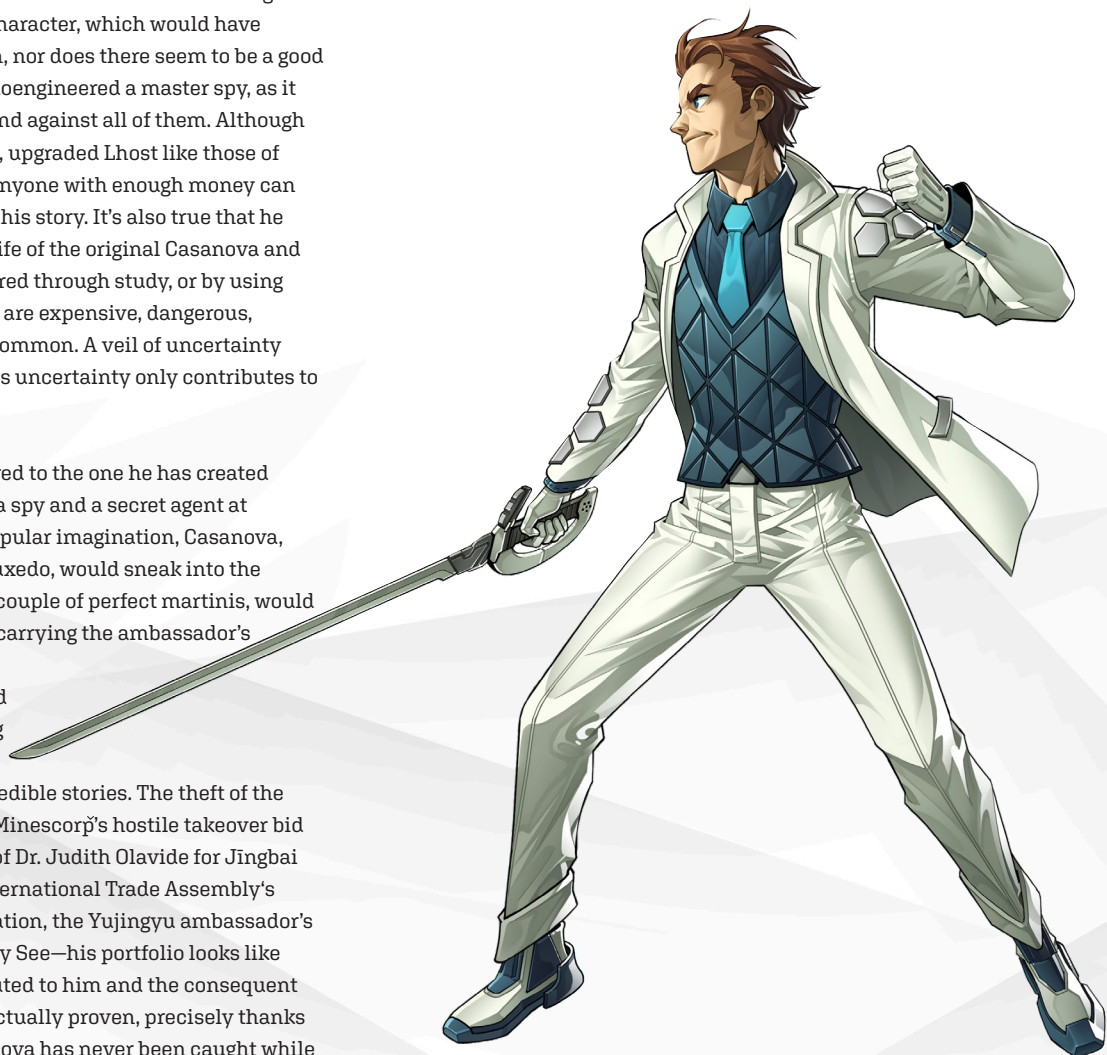 haracter, which would have
, nor does there seem to be a good
oengineered a master spy, as it
nd against all of them. Although
, upgraded Lhost like those of
nyone with enough money can
his story. It’s also true that he
ife of the original Casanova and
red through study, or by using
are expensive, dangerous,
ommon. A veil of uncertainty
s uncertainty only contributes to
ed to the one he has created
a spy and a secret agent at
pular imagination, Casanova,
uxedo, would sneak into the
couple of perfect martinis, would
carrying the ambassador’s
d
g
edible stories. The theft of the
Minescorp̌’s hostile takeover bid
of Dr. Judith Olavide for Jīngbai
ernational Trade Assembly‘s
ation, the Yujingyu ambassador’s
y See—his portfolio looks like
uted to him and the consequent
ctually proven, precisely thanks
ova has never been caught while